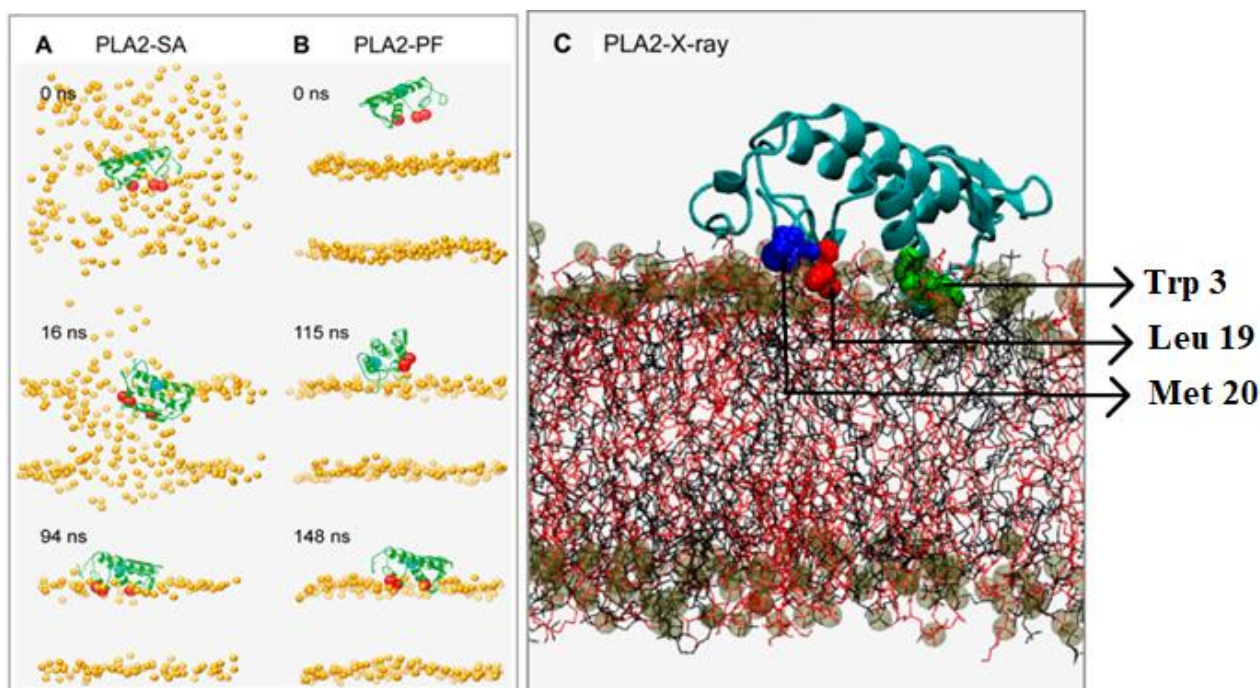 A PLA2-SA
0 ns
16 ns
94 ns
B PLA2-PF
0 ns
115 ns
148 ns
C PLA2-X-ray
Trp 3
Leu 19
Met 20